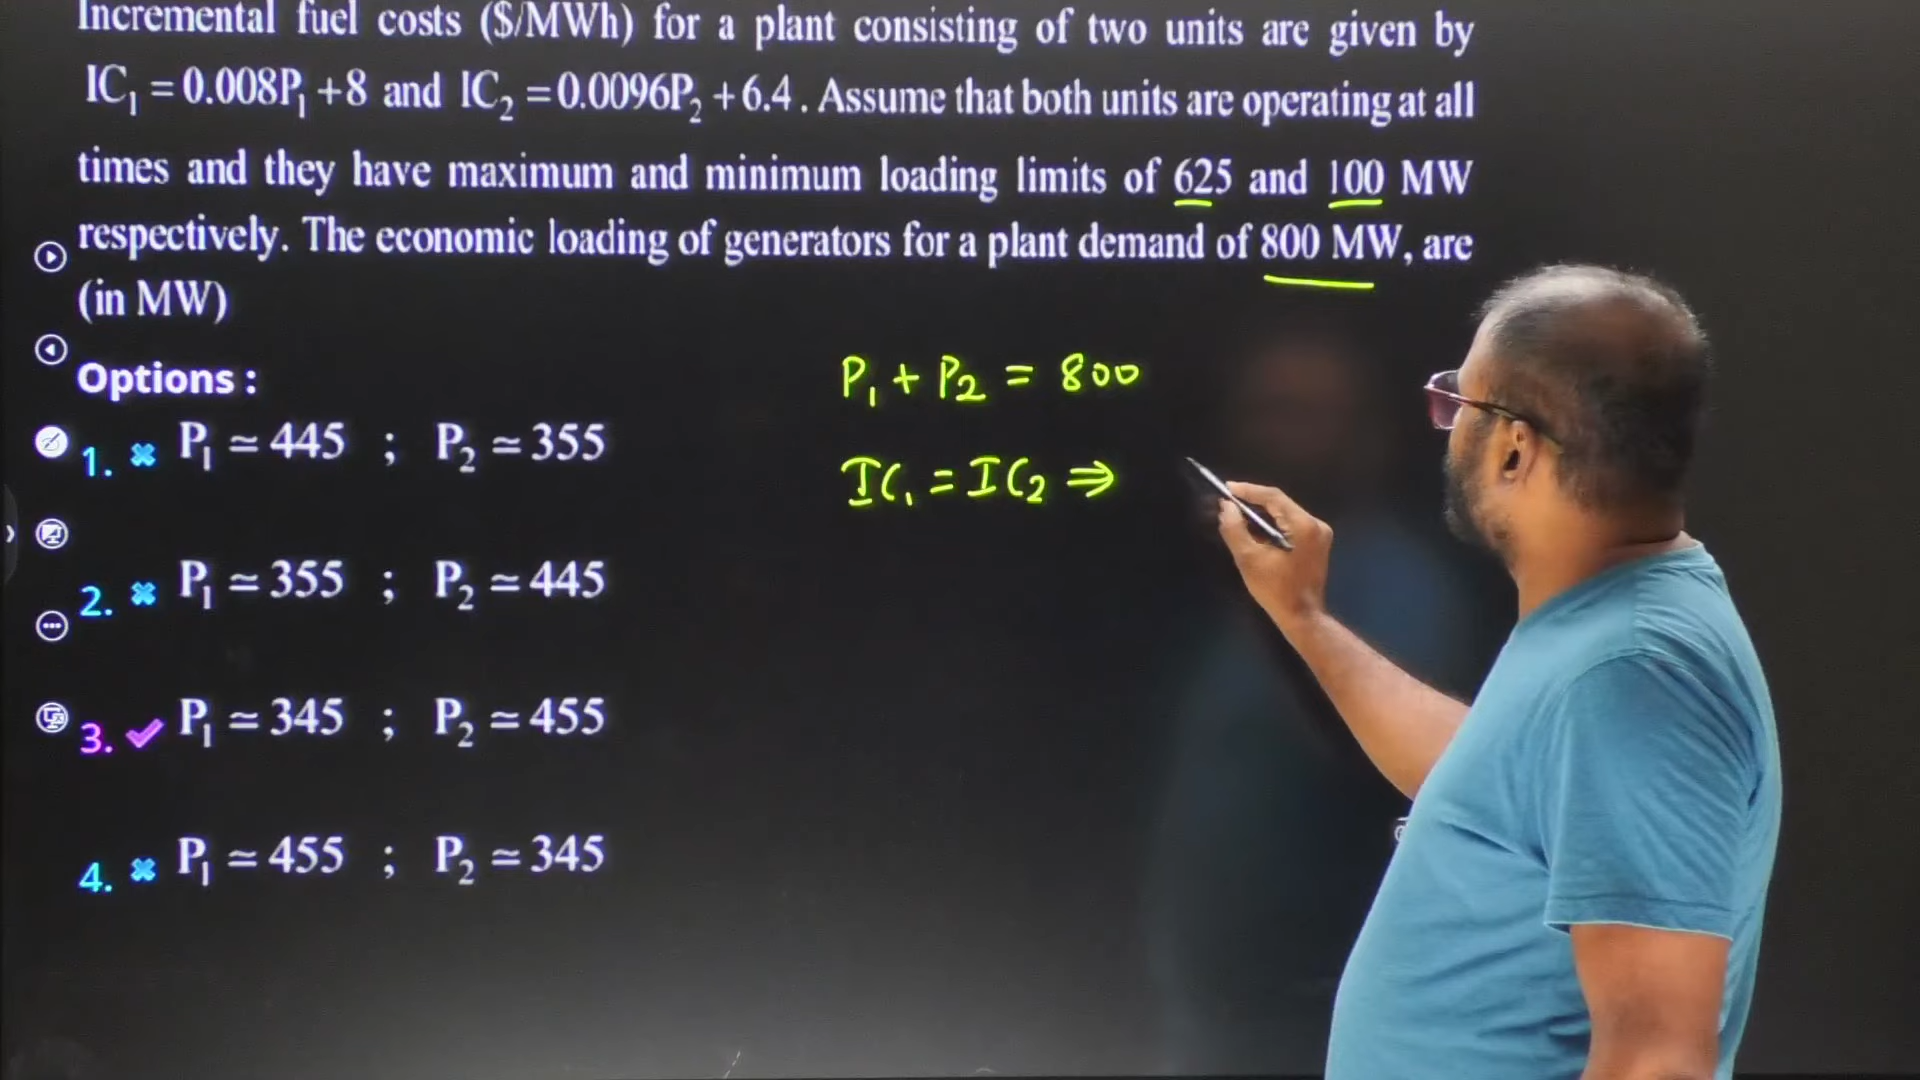 Incremental fuel costs ($/MWh) for a plant consisting of two units are given by
IC₁ = 0.008P₁ + 8 and IC₂ = 0.0096P₂ + 6.4 . Assume that both units are operating at all
times and they have maximum and minimum loading limits of 625 and 100 MW
respectively. The economic loading of generators for a plant demand of 800 MW, are
(in MW)
Options :
1. P₁ ≃ 445 ; P₂ ≃ 355
2. P₁ ≃ 355 ; P₂ ≃ 445
3. P₁ ≃ 345 ; P₂ ≃ 455
4. P₁ ≃ 455 ; P₂ ≃ 345
P₁ + P₂ = 800
IC₁ = IC₂ ⇒